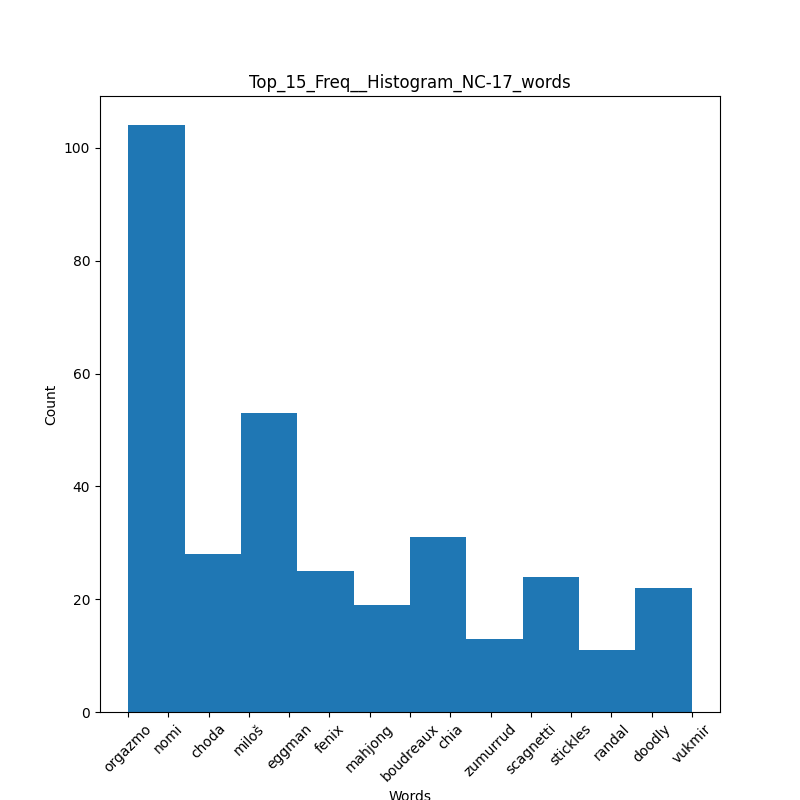 Top_15_Freq__Histogram_NC-17_words
100
80
60
40
20
0
Count
orgazmo nomi choda miloš eggman fenix mahjong boudreaux chia zumurrud scagnetti stickles randal doodly vukmir
Words